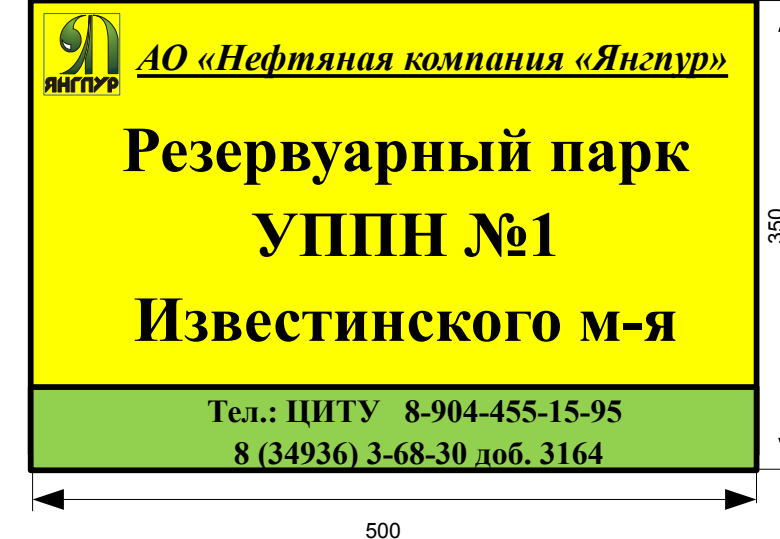 ЯНГПУР
АО «Нефтяная компания «Янгпур»
Резервуарный парк
УППН №1
Известинского м-я
Тел.: ЦИТУ 8-904-455-15-95
8 (34936) 3-68-30 доб. 3164
350
500